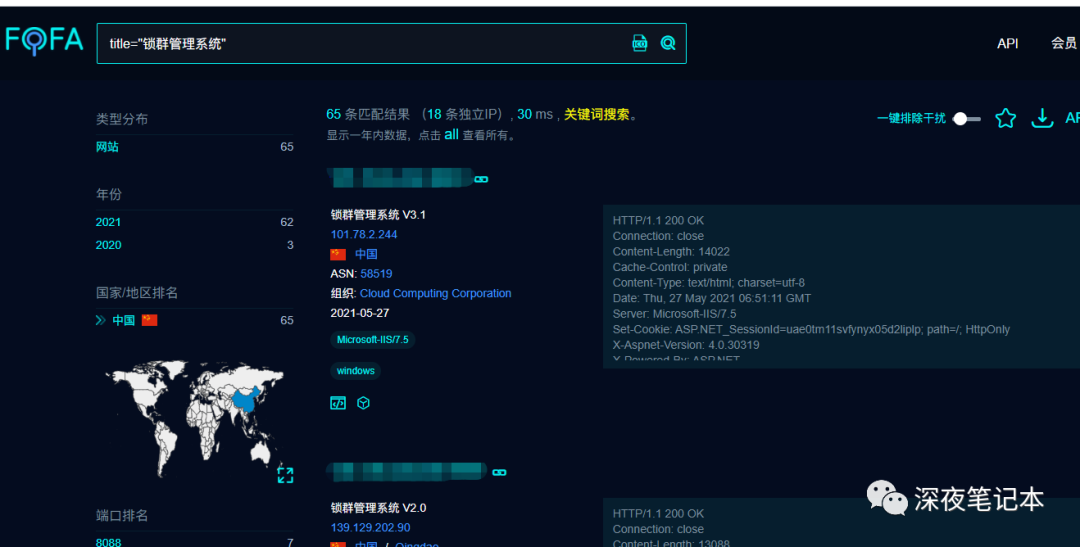 FOFA
title="锁群管理系统"
ICO
API
会员
65 条匹配结果 （18 条独立IP）, 30 ms , 关键词搜索。
显示一年内数据，点击 all 查看所有。
一键排除干扰
类型分布
网站 65
年份
2021 62
2020 3
国家/地区排名
中国 65
端口排名
8088 7
锁群管理系统 V3.1
101.78.2.244
中国
ASN: 58519
组织: Cloud Computing Corporation
2021-05-27
Microsoft-IIS/7.5
windows
HTTP/1.1 200 OK
Connection: close
Content-Length: 14022
Cache-Control: private
Content-Type: text/html; charset=utf-8
Date: Thu, 27 May 2021 06:51:11 GMT
Server: Microsoft-IIS/7.5
Set-Cookie: ASP.NET_SessionId=uae0tm11svfynyx05d2liplp; path=/; HttpOnly
X-Aspnet-Version: 4.0.30319
X-Powered-By: ASP.NET
锁群管理系统 V2.0
139.129.202.90
中国 / Qingdao
HTTP/1.1 200 OK
Connection: close
Content-Length: 13088
深夜笔记本